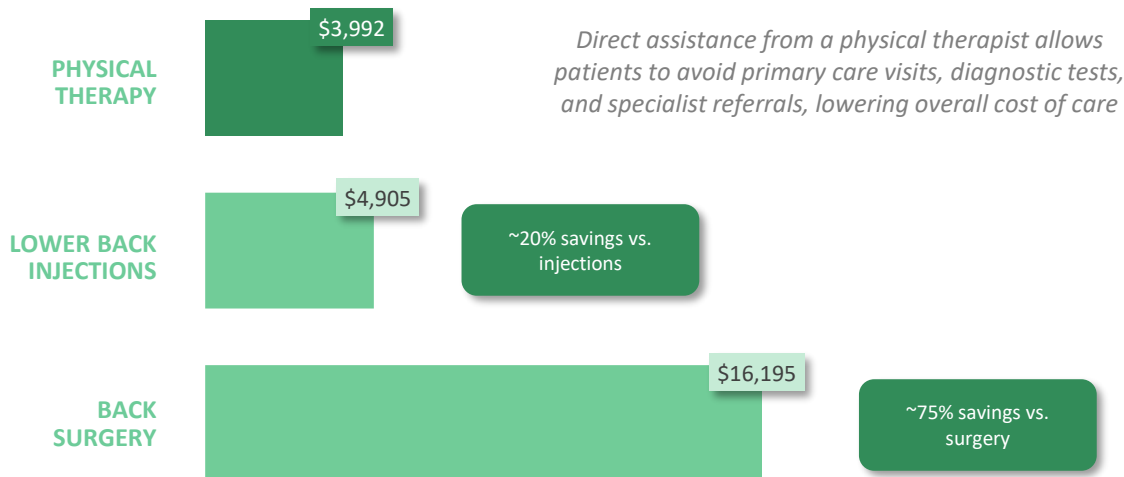 $3,992
PHYSICAL
THERAPY
Direct assistance from a physical therapist allows
patients to avoid primary care visits, diagnostic tests,
and specialist referrals, lowering overall cost of care
$4,905
LOWER BACK
INJECTIONS
~20% savings vs.
injections
$16,195
BACK
SURGERY
~75% savings vs.
surgery